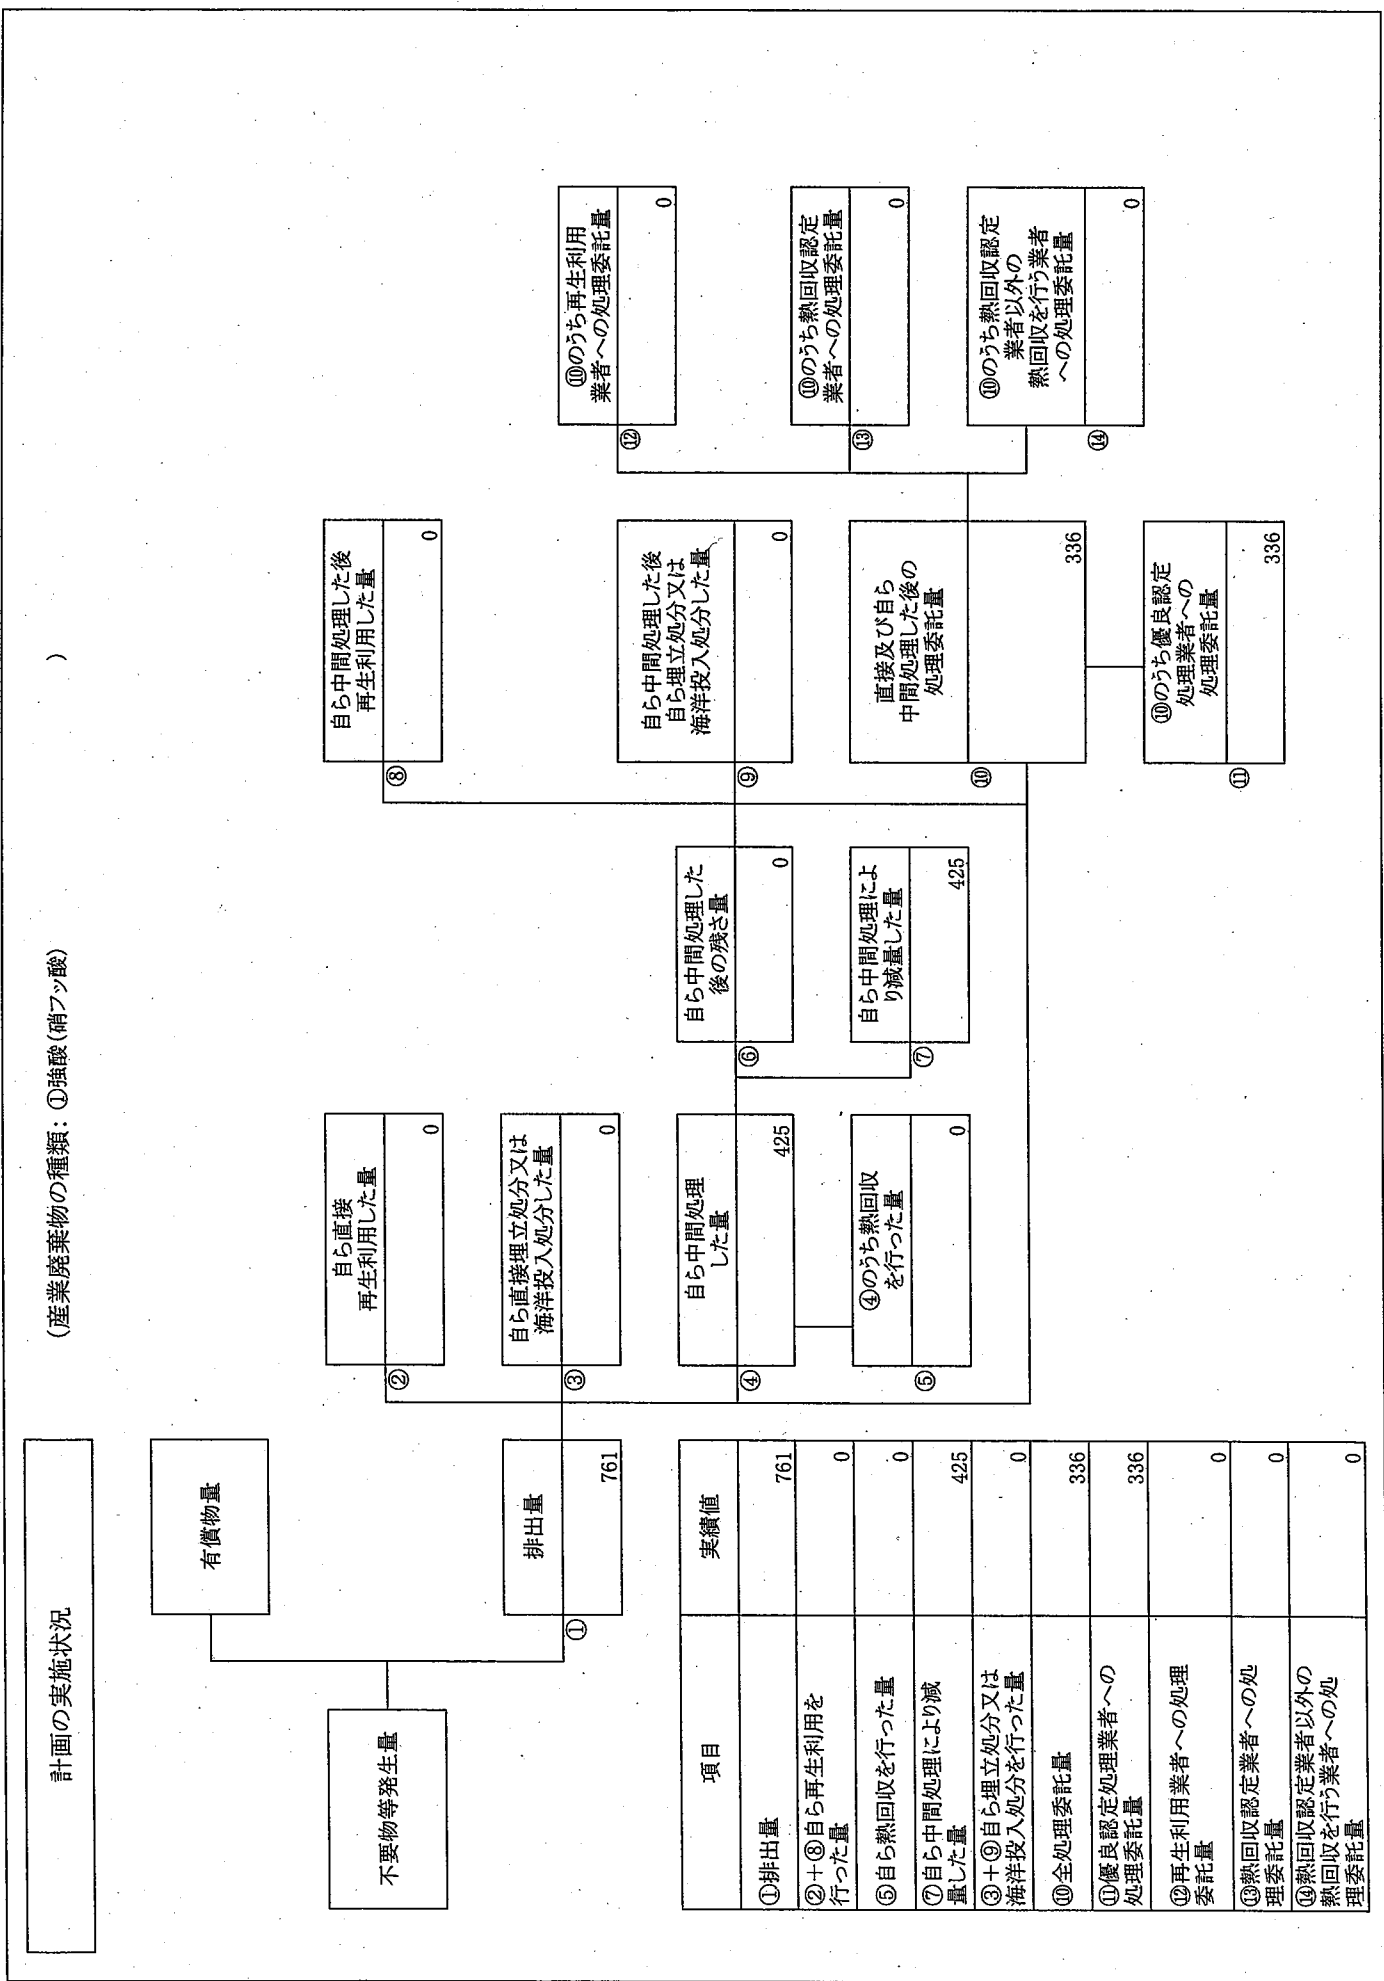 計画の実施状況
(産業廃棄物の種類：①強酸(硝フッ酸)
)
不要物等発生量
有償物量
排出量
①
761
自ら直接
再生利用した量
②
0
自ら直接埋立処分又は
海洋投入処分した量
③
0
自ら中間処理
した量
④
425
④のうち熱回収
を行った量
⑤
0
自ら中間処理した
後の残さ量
⑥
0
自ら中間処理によ
り減量した量
⑦
425
自ら中間処理した後
再生利用した量
⑧
0
自ら中間処理した後
自ら埋立処分又は
海洋投入処分した量
⑨
0
直接及び自ら
中間処理した後の
処理委託量
⑩
336
⑩のうち優良認定
処理業者への
処理委託量
⑪
336
⑩のうち再生利用
業者への処理委託量
⑫
0
⑩のうち熱回収認定
業者への処理委託量
⑬
0
⑩のうち熱回収認定
業者以外の
熱回収を行う業者
への処理委託量
⑭
0
項目 実績値
①排出量 761
②＋⑧自ら再生利用を
行った量 0
⑤自ら熱回収を行った量 0
⑦自ら中間処理により減
量した量 425
③＋⑨自ら埋立処分又は
海洋投入処分を行った量 0
⑩全処理委託量 336
⑪優良認定処理業者への
処理委託量 336
⑫再生利用業者への処理
委託量 0
⑬熱回収認定業者への処
理委託量 0
⑭熱回収認定業者以外の
熱回収を行う業者への処
理委託量 0